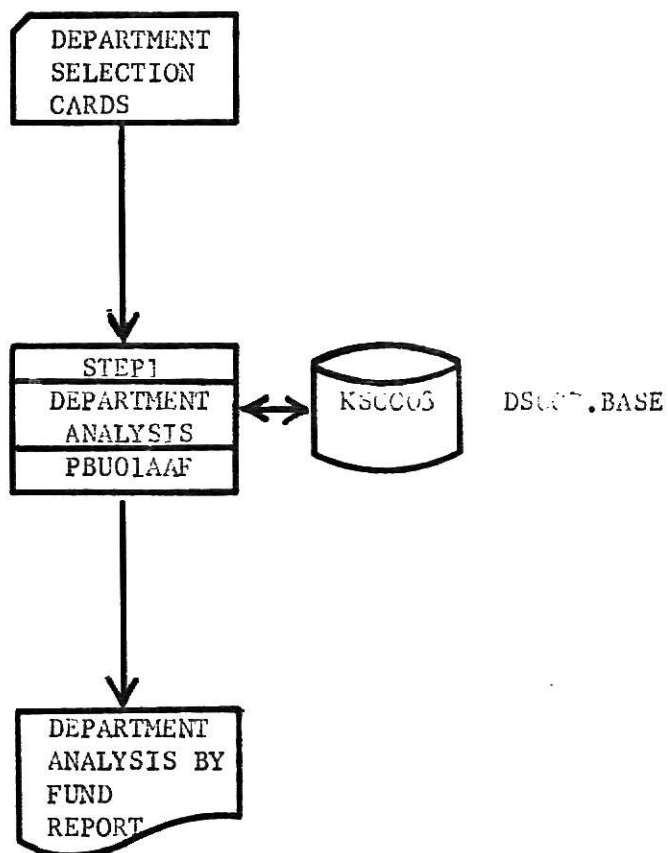 DEPARTMENT
SELECTION
CARDS
STEP1
DEPARTMENT
ANALYSIS
PBU01AAF
DEPARTMENT
ANALYSIS BY
FUND
REPORT